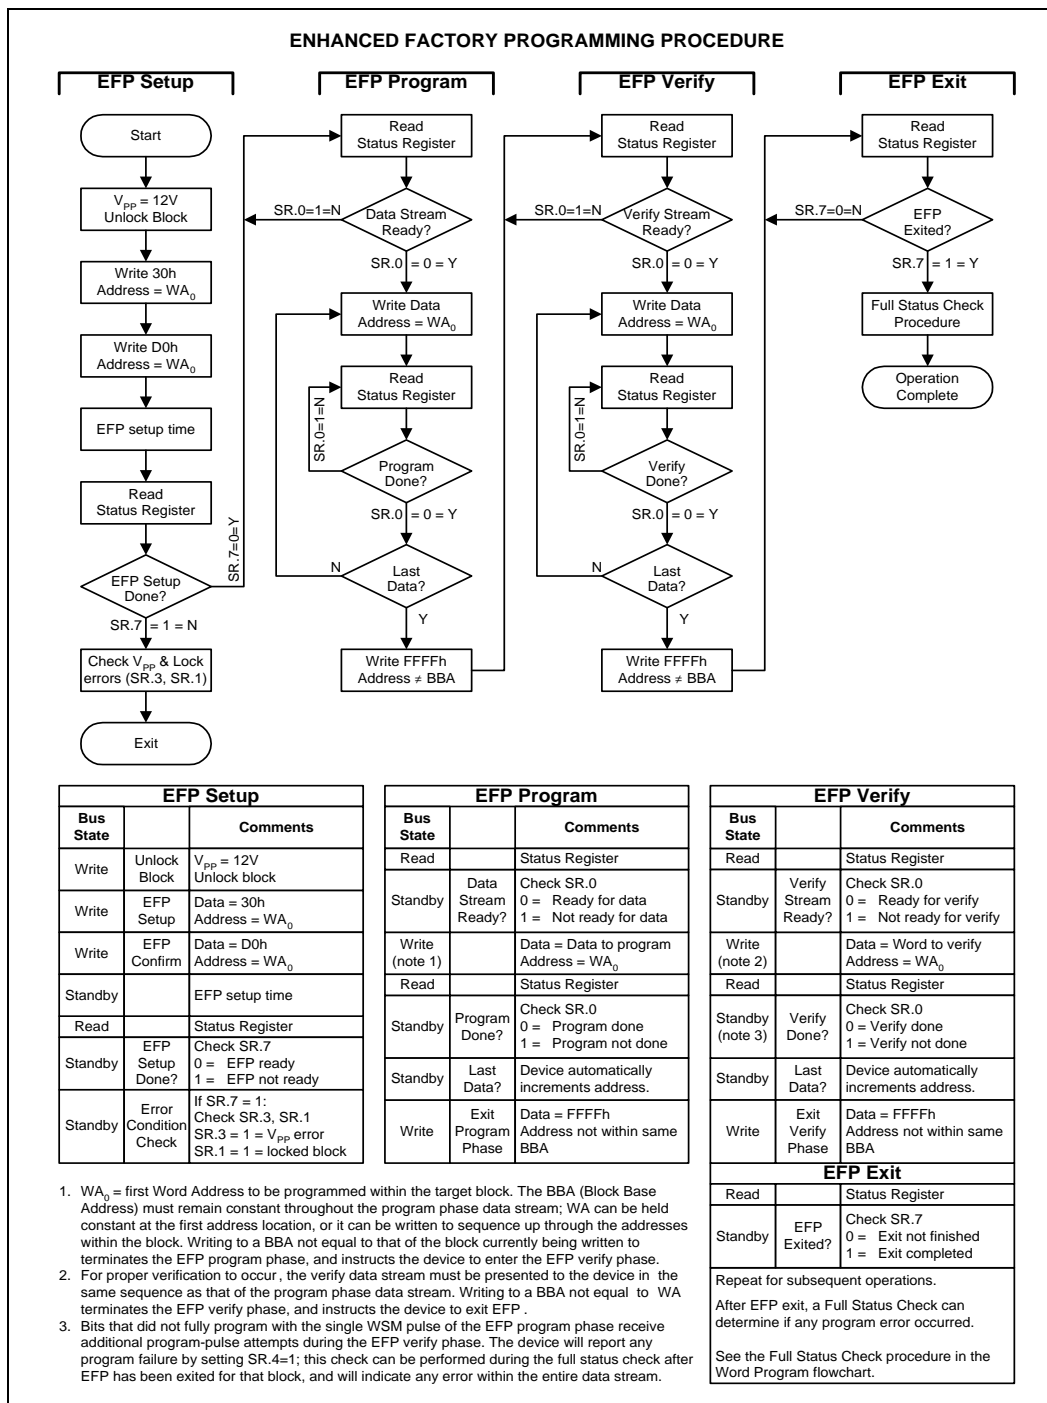 ENHANCED FACTORY PROGRAMMING PROCEDURE
EFP Setup
Start
V_PP = 12V
Unlock Block
Write 30h
Address = WA_0
Write D0h
Address = WA_0
EFP setup time
Read
Status Register
EFP Setup
Done?
SR.7=0=Y
SR.7 = 1 = N
Check V_PP & Lock
errors (SR.3, SR.1)
Exit
EFP Program
Read
Status Register
SR.0=1=N
Data Stream
Ready?
SR.0 = 0 = Y
Write Data
Address = WA_0
Read
Status Register
SR.0=1=N
Program
Done?
SR.0 = 0 = Y
N
Last
Data?
Y
Write FFFFh
Address ≠ BBA
EFP Verify
Read
Status Register
SR.0=1=N
Verify Stream
Ready?
SR.0 = 0 = Y
Write Data
Address = WA_0
Read
Status Register
SR.0=1=N
Verify
Done?
SR.0 = 0 = Y
N
Last
Data?
Y
Write FFFFh
Address ≠ BBA
EFP Exit
Read
Status Register
SR.7=0=N
EFP
Exited?
SR.7 = 1 = Y
Full Status Check
Procedure
Operation
Complete
EFP Setup
Bus State Comments
Write Unlock Block V_PP = 12V
Unlock block
Write EFP Setup Data = 30h
Address = WA_0
Write EFP Confirm Data = D0h
Address = WA_0
Standby EFP setup time
Read Status Register
Standby EFP Setup Done? Check SR.7
0 = EFP ready
1 = EFP not ready
Standby Error Condition Check If SR.7 = 1:
Check SR.3, SR.1
SR.3 = 1 = V_PP error
SR.1 = 1 = locked block
EFP Program
Bus State Comments
Read Status Register
Standby Data Stream Ready? Check SR.0
0 = Ready for data
1 = Not ready for data
Write (note 1) Data = Data to program
Address = WA_0
Read Status Register
Standby Program Done? Check SR.0
0 = Program done
1 = Program not done
Standby Last Data? Device automatically
increments address.
Write Exit Program Phase Data = FFFFh
Address not within same
BBA
EFP Verify
Bus State Comments
Read Status Register
Standby Verify Stream Ready? Check SR.0
0 = Ready for verify
1 = Not ready for verify
Write (note 2) Data = Word to verify
Address = WA_0
Read Status Register
Standby (note 3) Verify Done? Check SR.0
0 = Verify done
1 = Verify not done
Standby Last Data? Device automatically
increments address.
Write Exit Verify Phase Data = FFFFh
Address not within same
BBA
EFP Exit
Read Status Register
Standby EFP Exited? Check SR.7
0 = Exit not finished
1 = Exit completed
Repeat for subsequent operations.
After EFP exit, a Full Status Check can
determine if any program error occurred.
See the Full Status Check procedure in the
Word Program flowchart.
1. WA_0 = first Word Address to be programmed within the target block. The BBA (Block Base
Address) must remain constant throughout the program phase data stream; WA can be held
constant at the first address location, or it can be written to sequence up through the addresses
within the block. Writing to a BBA not equal to that of the block currently being written to
terminates the EFP program phase, and instructs the device to enter the EFP verify phase.
2. For proper verification to occur, the verify data stream must be presented to the device in the
same sequence as that of the program phase data stream. Writing to a BBA not equal to WA
terminates the EFP verify phase, and instructs the device to exit EFP .
3. Bits that did not fully program with the single WSM pulse of the EFP program phase receive
additional program-pulse attempts during the EFP verify phase. The device will report any
program failure by setting SR.4=1; this check can be performed during the full status check after
EFP has been exited for that block, and will indicate any error within the entire data stream.